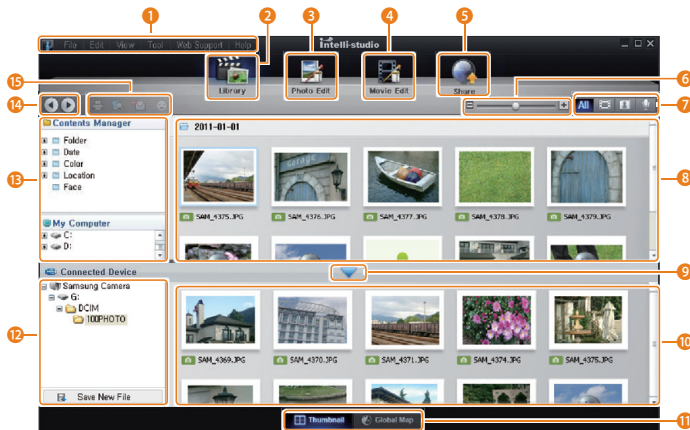 1 2 3 4 5
File Edit View Tool Web Support Help
intelli-studio
Library Photo Edit Movie Edit Share
15
6
14
All
7
Contents Manager
2011-01-01
Folder
Date
Color
Location
Face
13
8
SAM_4375.JPG SAM_4376.JPG SAM_4377.JPG SAM_4378.JPG SAM_4379.JPG
My Computer
C:
D:
Connected Device
9
Samsung Camera
G:
DCIM
100PHOTO
12
10
SAM_4369.JPG SAM_4370.JPG SAM_4371.JPG SAM_4374.JPG SAM_4375.JPG
Save New File
Thumbnail Global Map
11